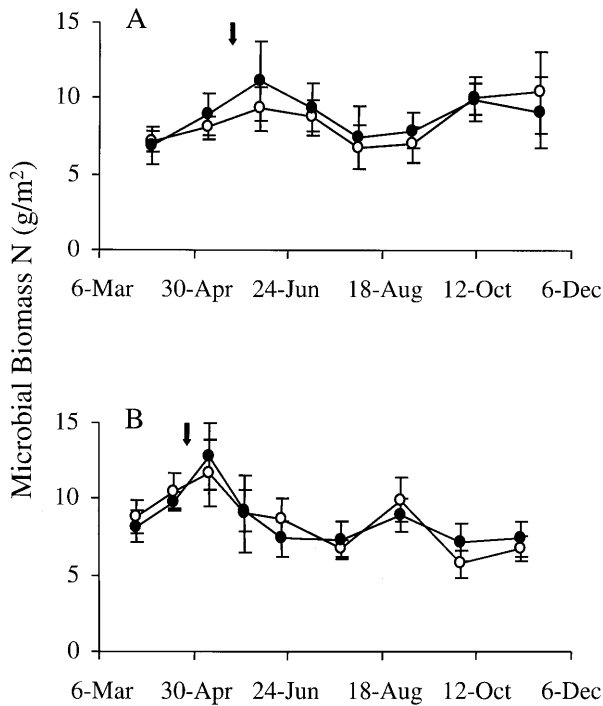 15 A
10
5
0
6-Mar 30-Apr 24-Jun 18-Aug 12-Oct 6-Dec
Microbial Biomass N (g/m²)
15 B
10
5
0
6-Mar 30-Apr 24-Jun 18-Aug 12-Oct 6-Dec